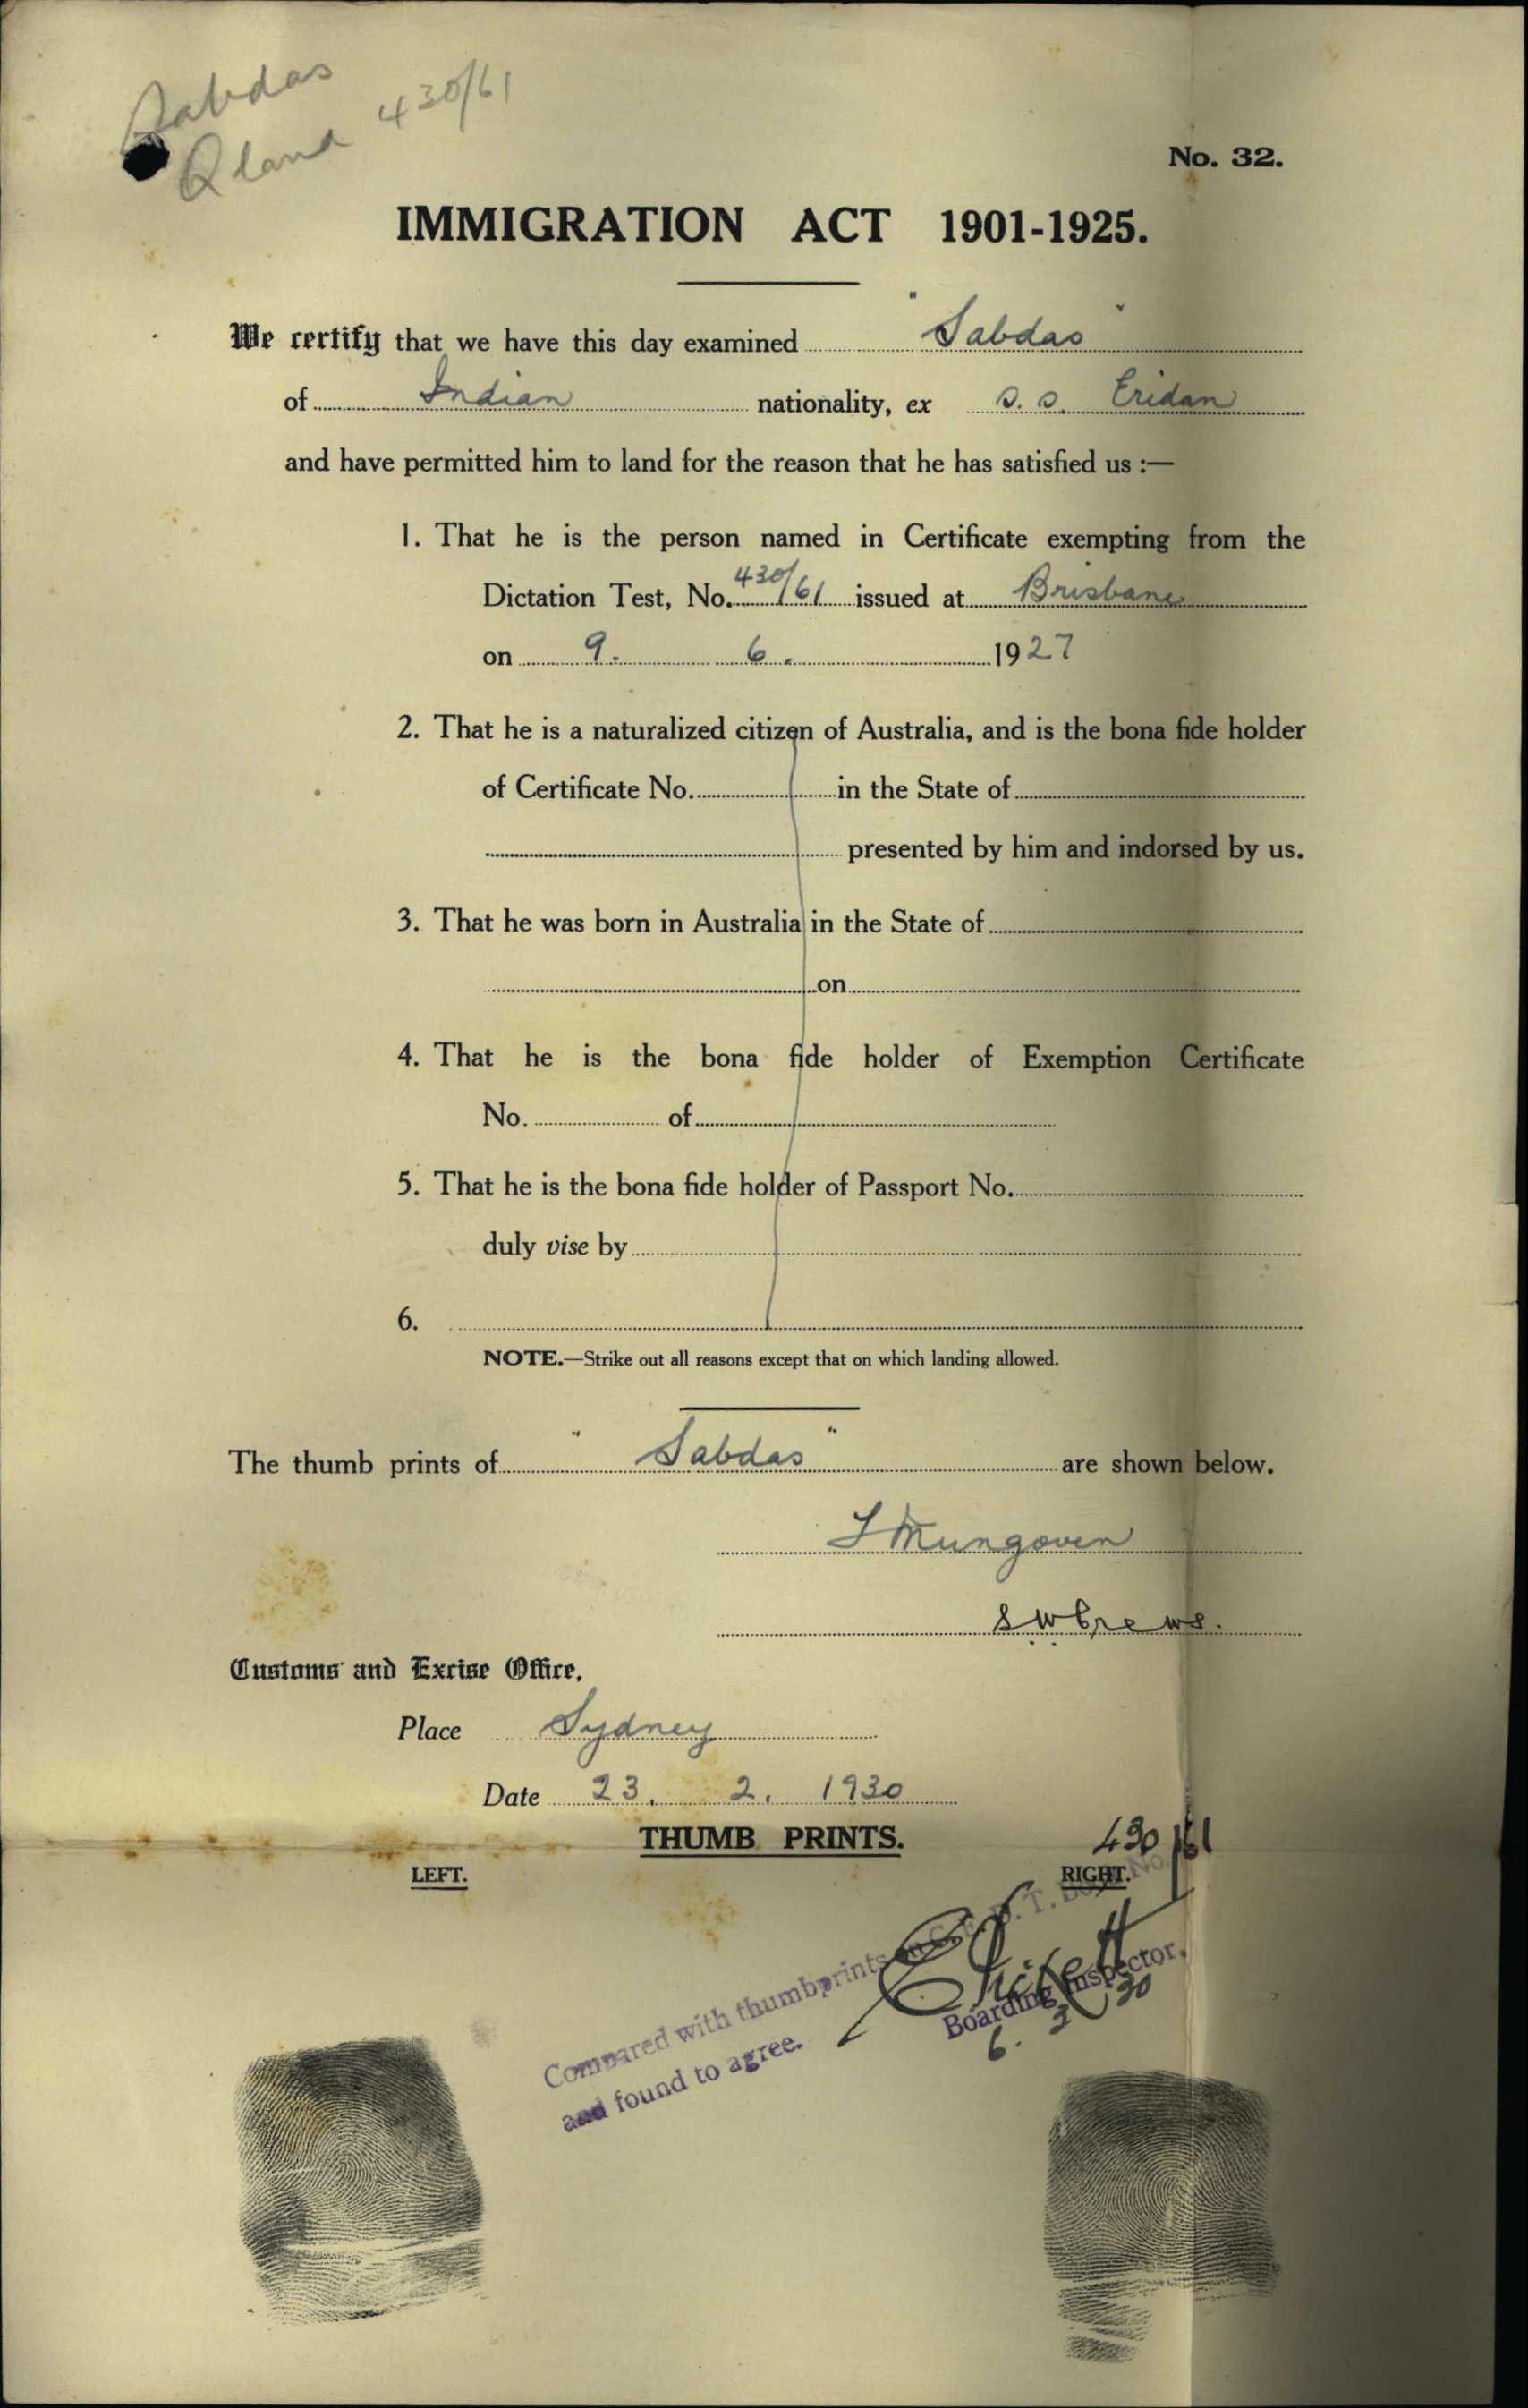 Sabdas
Qland 430/61
No. 32.
IMMIGRATION ACT 1901-1925.
We certify that we have this day examined "Sabdas"
of Indian nationality, ex s.s. Eridan
and have permitted him to land for the reason that he has satisfied us :—
1. That he is the person named in Certificate exempting from the
Dictation Test, No. 430/61 issued at Brisbane
on 9. 6. 1927
2. That he is a naturalized citizen of Australia, and is the bona fide holder
of Certificate No. in the State of
presented by him and indorsed by us.
3. That he was born in Australia in the State of
on
4. That he is the bona fide holder of Exemption Certificate
No. of
5. That he is the bona fide holder of Passport No.
duly vise by
6.
NOTE.—Strike out all reasons except that on which landing allowed.
The thumb prints of "Sabdas" are shown below.
J Mungoven
S W Crews.
Customs and Excise Office,
Place Sydney
Date 23. 2. 1930
THUMB PRINTS.
430/61
LEFT.
RIGHT.
Compared with thumbprints on C.E.D.T. Book No.
and found to agree.
Boarding Inspector.
6. 3 30